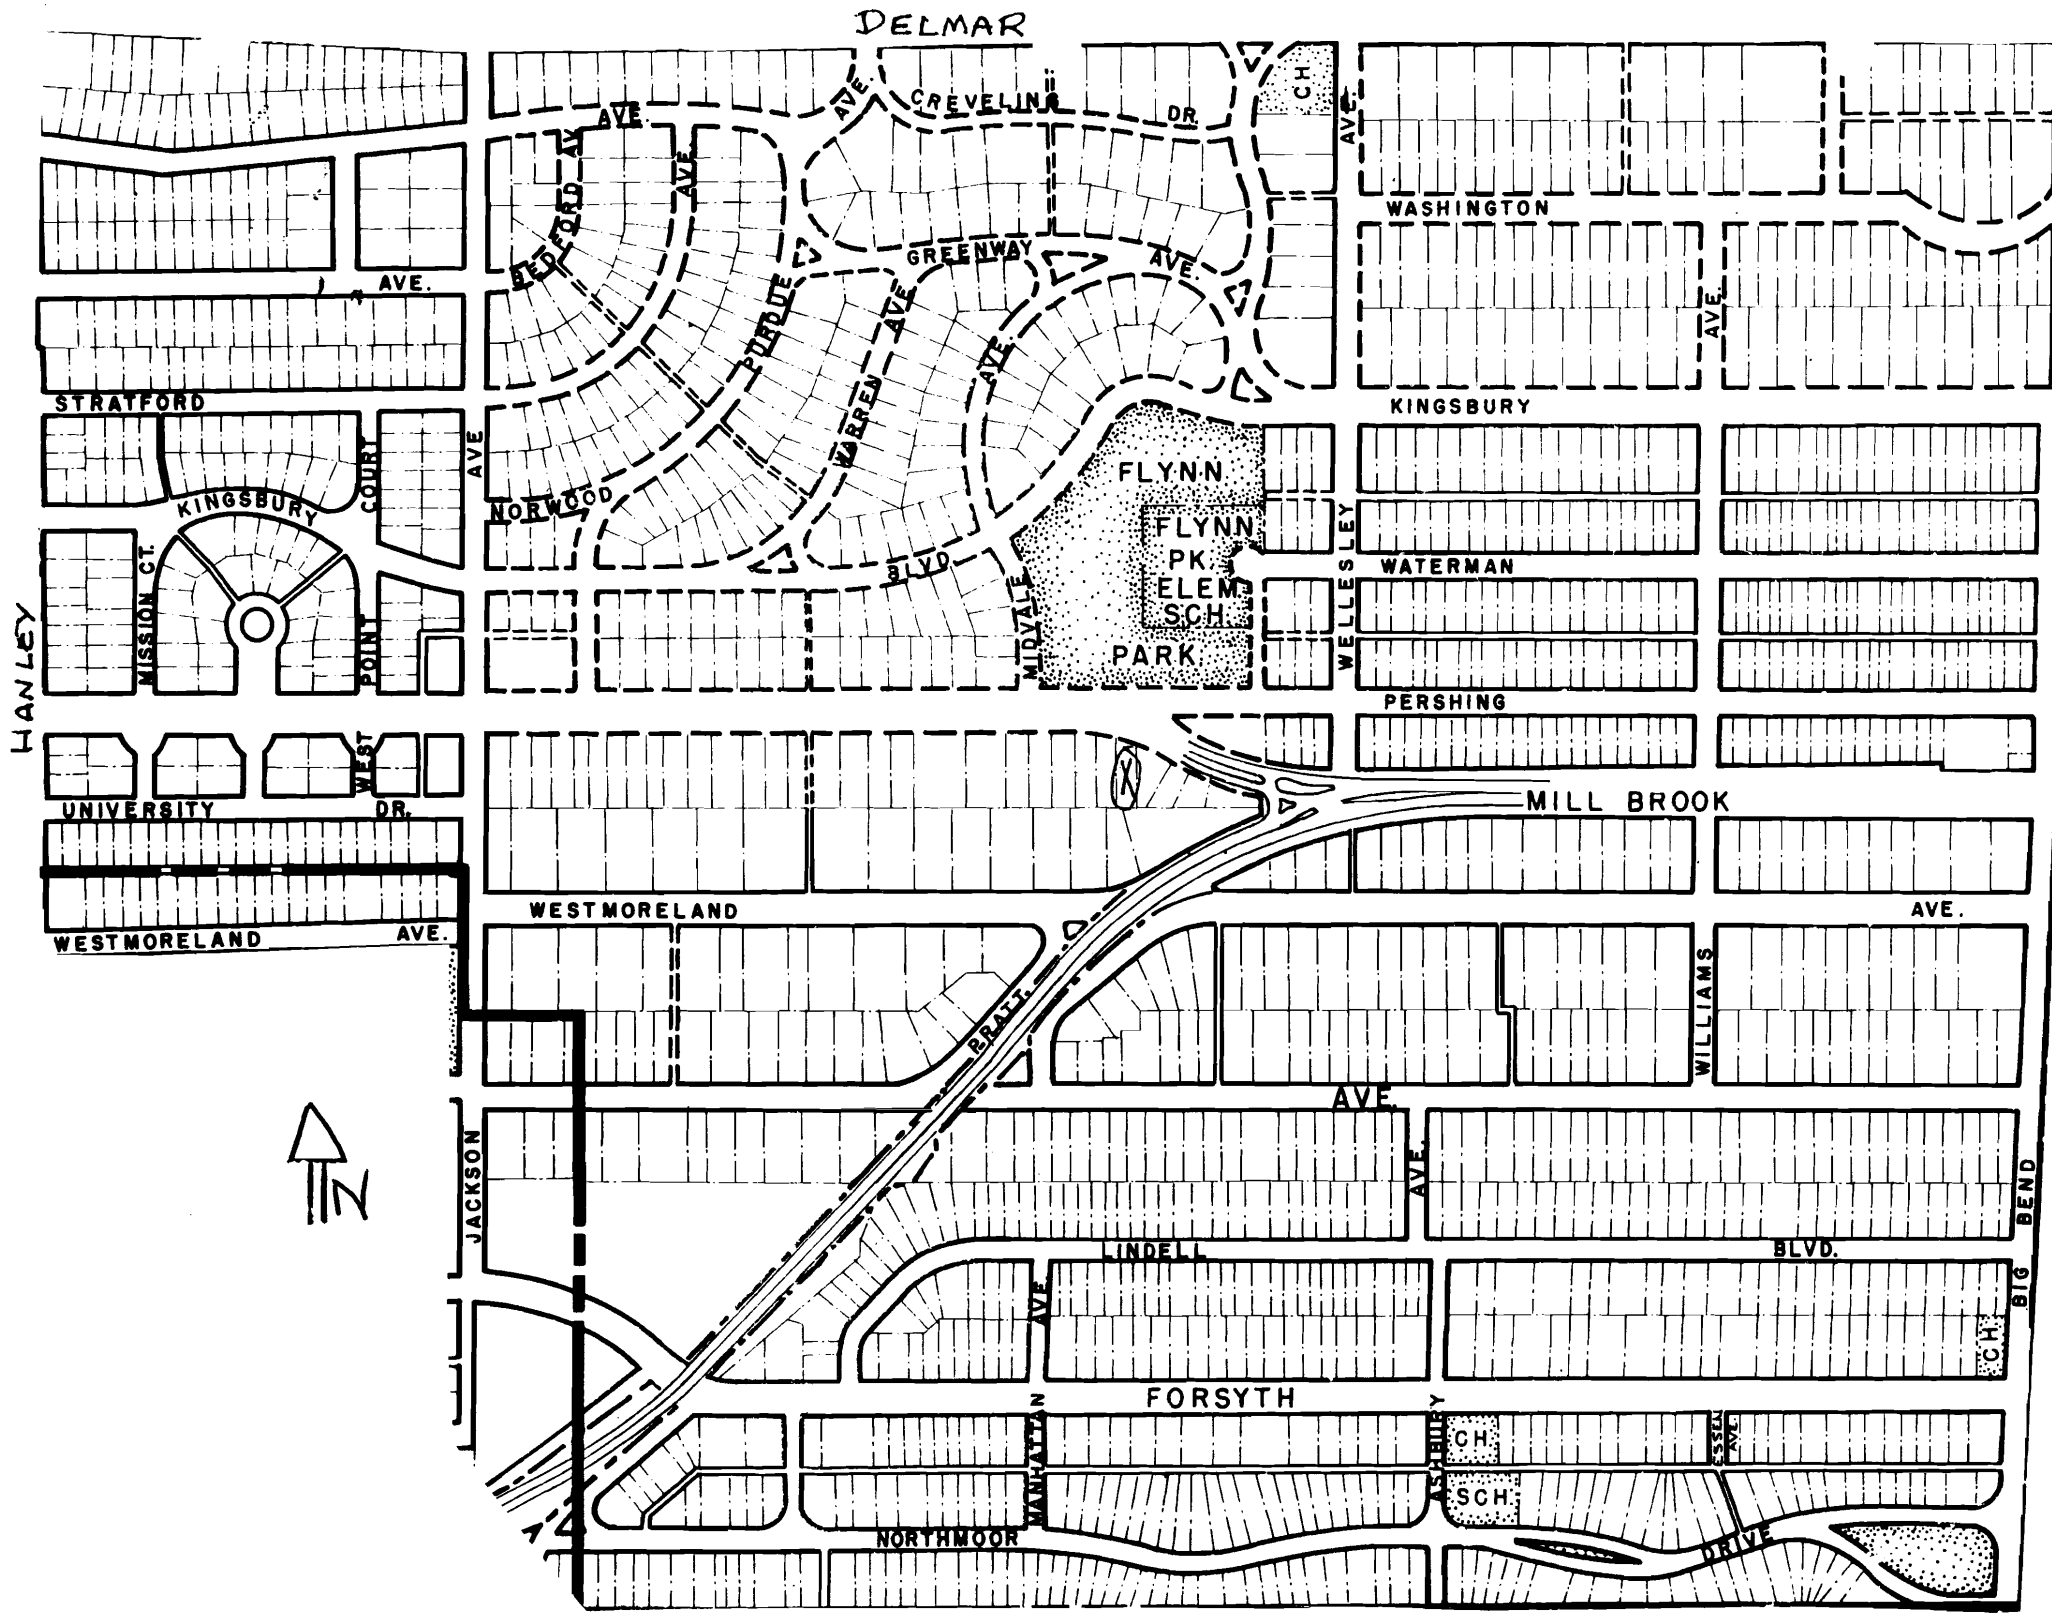 DELMAR
CH
CREVELING
DR.
AVE.
AVE.
AVE.
AVE.
BEDFORD AV
WASHINGTON
GREENWAY
AVE.
AVE.
PURDUE
AVE
AVE.
AVE.
STRATFORD
KINGSBURY
COURT
AVE
WARREN
FLYNN
NORWOOD
KINGSBURY
FLYNN
PK.
ELEM.
SCH.
WELLESLEY
WATERMAN
BLVD.
MIDVALE
MISSION CT.
POINT
HANLEY
PARK
PERSHING
WEST
X
MILL BROOK
UNIVERSITY
DR.
WESTMORELAND
AVE.
WESTMORELAND
AVE.
WILLIAMS
PRATT
AVE.
JACKSON
N
AVE.
BIG BEND
LINDELL
BLVD.
AVE
CH
FORSYTH
MANHATTAN
ASHBURY
CH
ESSEX
AVE.
SCH.
NORTHMOOR
DRIVE